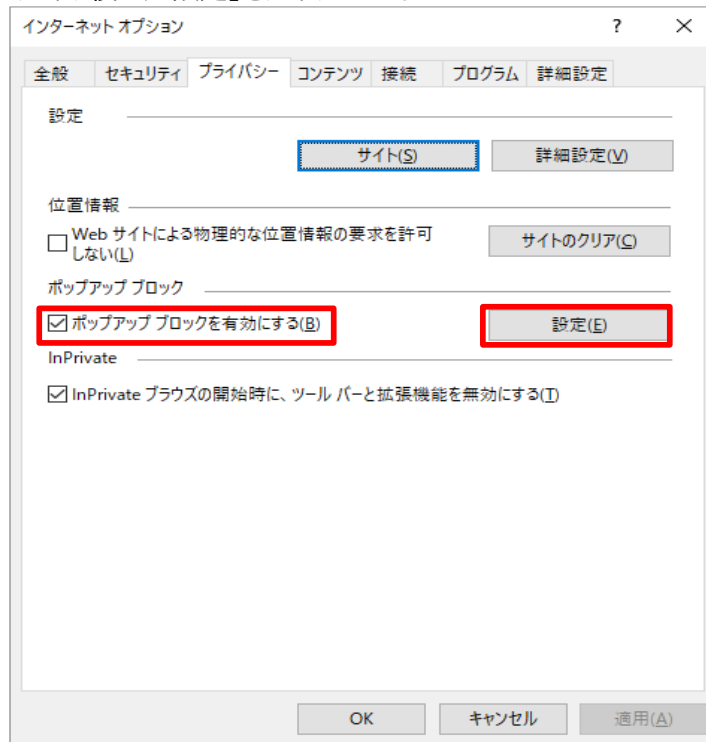 インターネット オプション ? ×
全般 セキュリティ プライバシー コンテンツ 接続 プログラム 詳細設定
設定
サイト(S) 詳細設定(V)
位置情報
Web サイトによる物理的な位置情報の要求を許可
しない(L)
サイトのクリア(C)
ポップアップ ブロック
ポップアップ ブロックを有効にする(B) 設定(E)
InPrivate
InPrivate ブラウズの開始時に、ツール バーと拡張機能を無効にする(T)
OK キャンセル 適用(A)